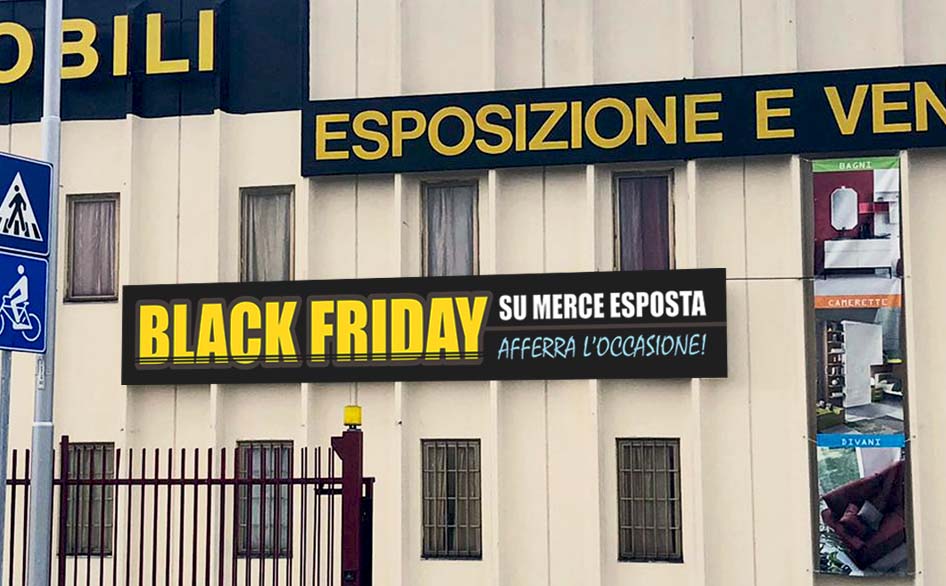 OBILI
ESPOSIZIONE E VEN
BLACK FRIDAY
SU MERCE ESPOSTA
AFFERRA L'OCCASIONE!
BAGNI
CAMERETTE
DIVANI